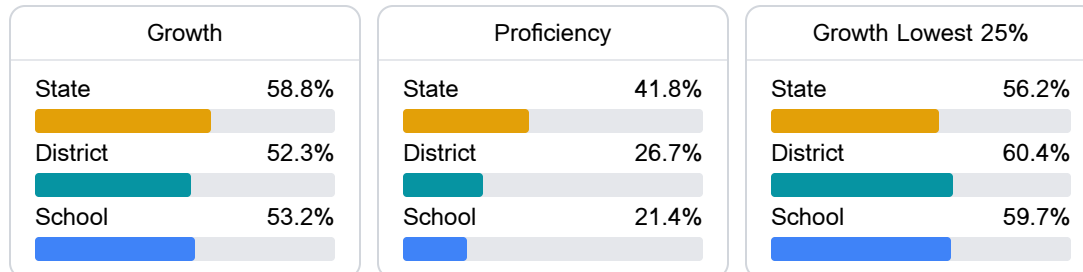 Growth
State 58.8%
District 52.3%
School 53.2%
Proficiency
State 41.8%
District 26.7%
School 21.4%
Growth Lowest 25%
State 56.2%
District 60.4%
School 59.7%